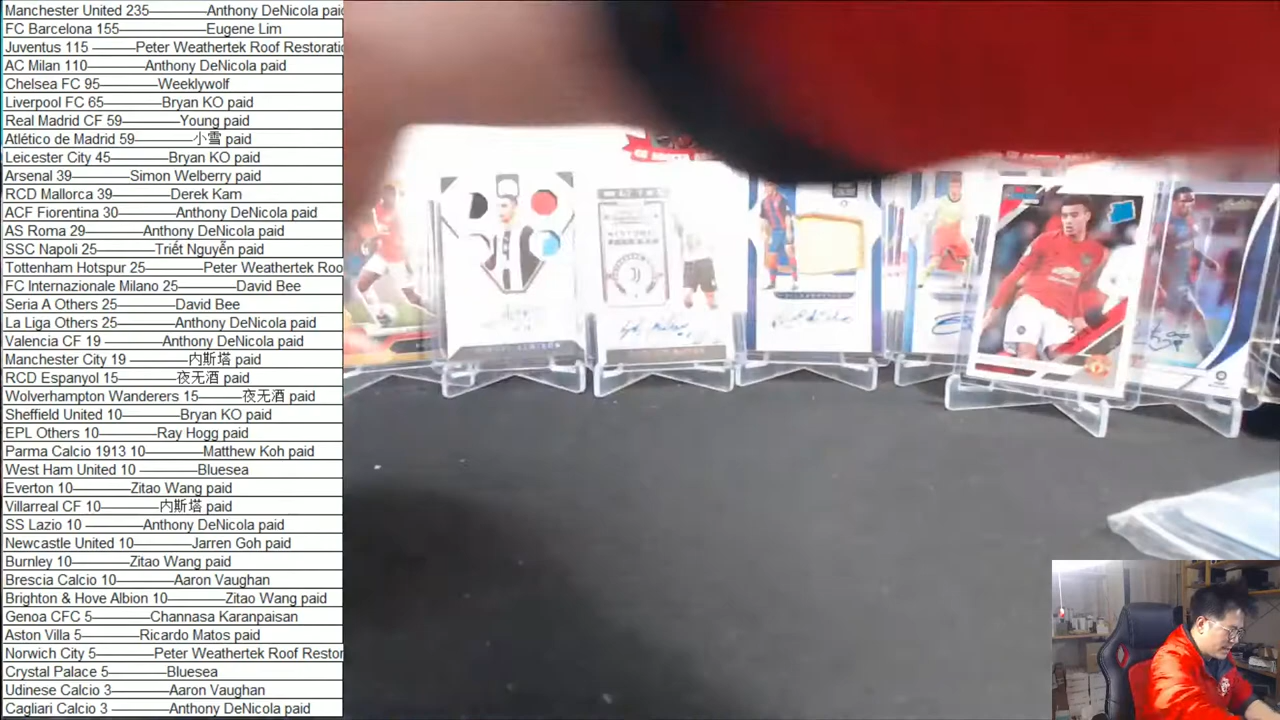 Manchester United 235———Anthony DeNicola paid
FC Barcelona 155————Eugene Lim
Juventus 115 ————Peter Weathertek Roof Restoratio
AC Milan 110———Anthony DeNicola paid
Chelsea FC 95———Weeklywolf
Liverpool FC 65———Bryan KO paid
Real Madrid CF 59———Young paid
Atlético de Madrid 59———小雪 paid
Leicester City 45———Bryan KO paid
Arsenal 39———Simon Welberry paid
RCD Mallorca 39———Derek Kam
ACF Fiorentina 30———Anthony DeNicola paid
AS Roma 29———Anthony DeNicola paid
SSC Napoli 25———Triết Nguyễn paid
Tottenham Hotspur 25———Peter Weathertek Roo
FC Internazionale Milano 25———David Bee
Seria A Others 25———David Bee
La Liga Others 25———Anthony DeNicola paid
Valencia CF 19 ———Anthony DeNicola paid
Manchester City 19 ———内斯塔 paid
RCD Espanyol 15———夜无酒 paid
Wolverhampton Wanderers 15———夜无酒 paid
Sheffield United 10———Bryan KO paid
EPL Others 10———Ray Hogg paid
Parma Calcio 1913 10———Matthew Koh paid
West Ham United 10 ———Bluesea
Everton 10———Zitao Wang paid
Villarreal CF 10———内斯塔 paid
SS Lazio 10 ———Anthony DeNicola paid
Newcastle United 10———Jarren Goh paid
Burnley 10———Zitao Wang paid
Brescia Calcio 10———Aaron Vaughan
Brighton & Hove Albion 10———Zitao Wang paid
Genoa CFC 5———Channasa Karanpaisan
Aston Villa 5———Ricardo Matos paid
Norwich City 5———Peter Weathertek Roof Restor
Crystal Palace 5———Bluesea
Udinese Calcio 3———Aaron Vaughan
Cagliari Calcio 3———Anthony DeNicola paid